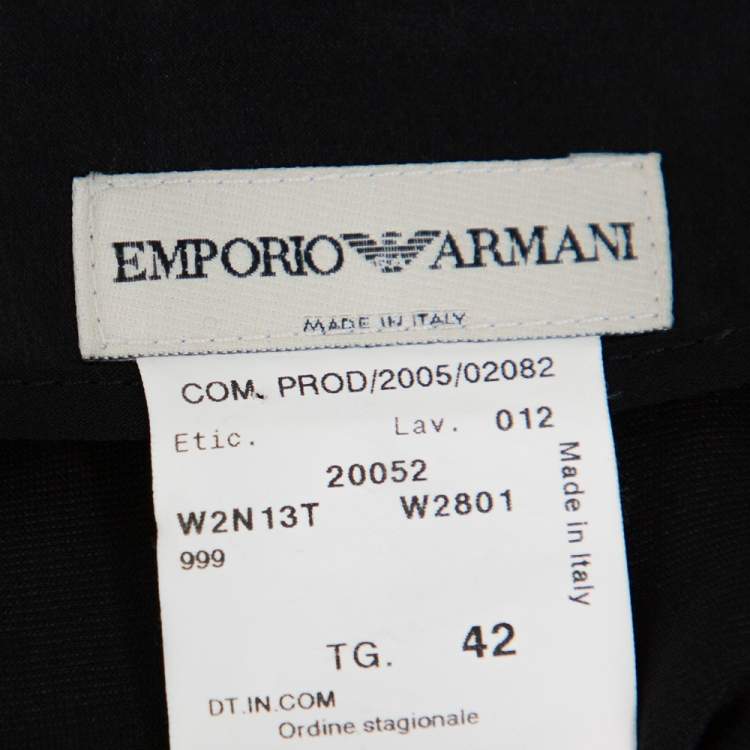 EMPORIO ARMANI
MADE IN ITALY
COM. PROD/2005/02082
Etic. Lav. 012
20052
W2N13T W2801
999
Made in Italy
TG. 42
DT.IN.COM
Ordine stagionale